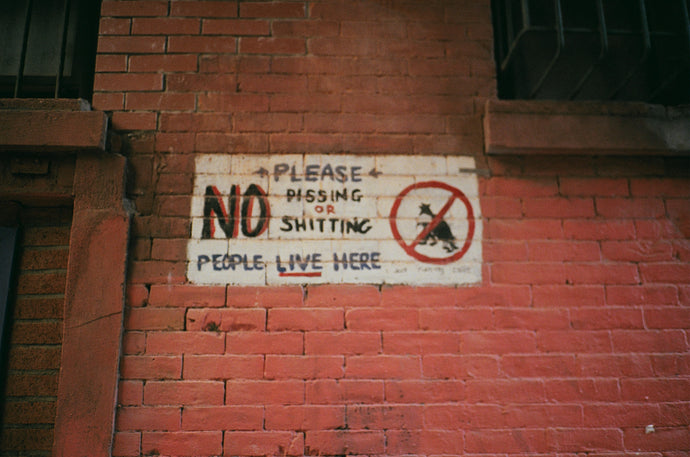 PLEASE
NO PISSING
OR
SHITTING
PEOPLE LIVE HERE